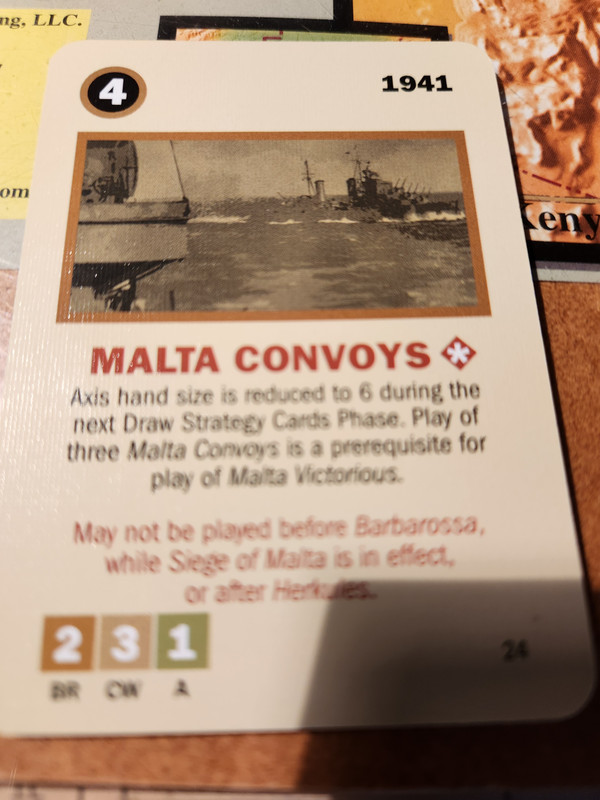 ng, LLC.
om
Keny
4
1941
MALTA CONVOYS
Axis hand size is reduced to 6 during the
next Draw Strategy Cards Phase. Play of
three Malta Convoys is a prerequisite for
play of Malta Victorious.
May not be played before Barbarossa,
while Siege of Malta is in effect,
or after Herkules.
2 3 1
BR CW A
24